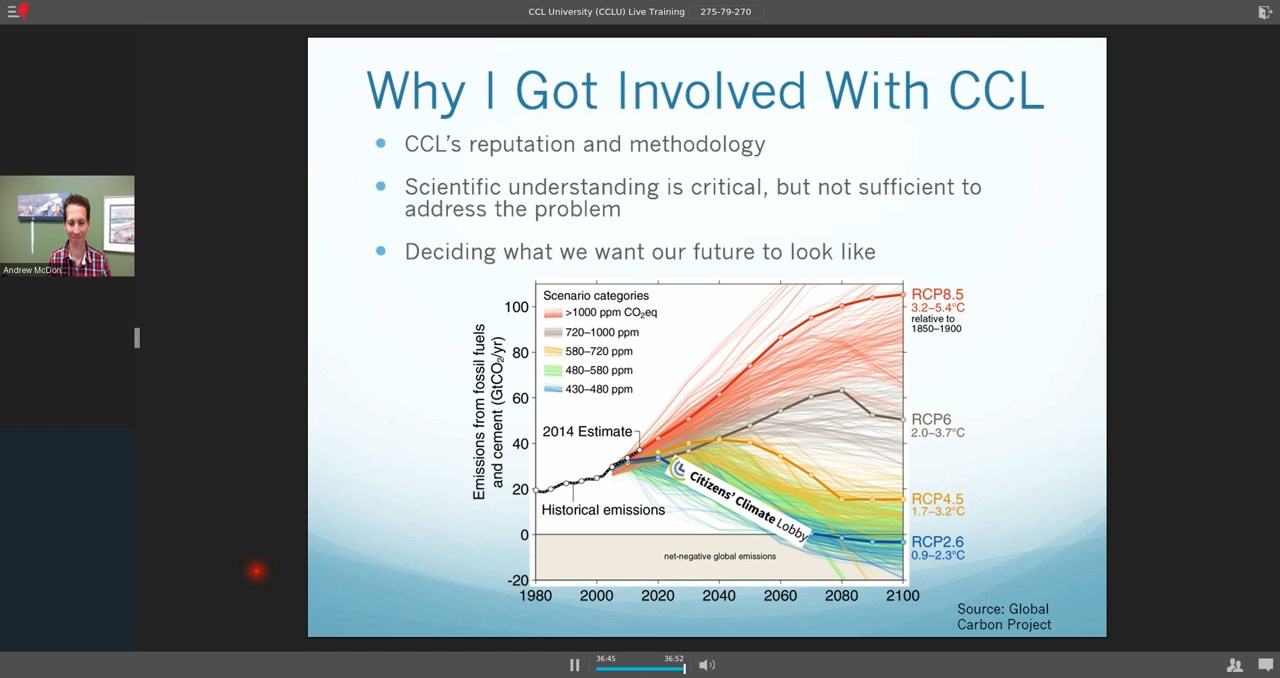 CCL University (CCLU) Live Training 275-79-270
Why I Got Involved With CCL
CCL's reputation and methodology
Scientific understanding is critical, but not sufficient to
address the problem
Deciding what we want our future to look like
Andrew McDon...
Emissions from fossil fuels
and cement (GtCO₂/yr)
100
80
60
40
20
0
-20
Scenario categories
>1000 ppm CO₂eq
720–1000 ppm
580–720 ppm
480–580 ppm
430–480 ppm
2014 Estimate
Historical emissions
Citizens' Climate Lobby
net-negative global emissions
RCP8.5
3.2–5.4°C
relative to
1850–1900
RCP6
2.0–3.7°C
RCP4.5
1.7–3.2°C
RCP2.6
0.9–2.3°C
1980 2000 2020 2040 2060 2080 2100
Source: Global
Carbon Project
36:45 36:52